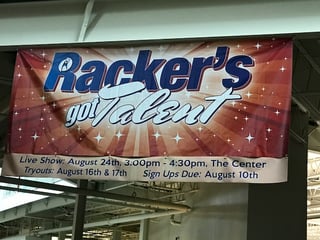 Racker's
got Talent
Live Show: August 24th, 3:00pm - 4:30pm, The Center
Tryouts: August 16th & 17th Sign Ups Due: August 10th